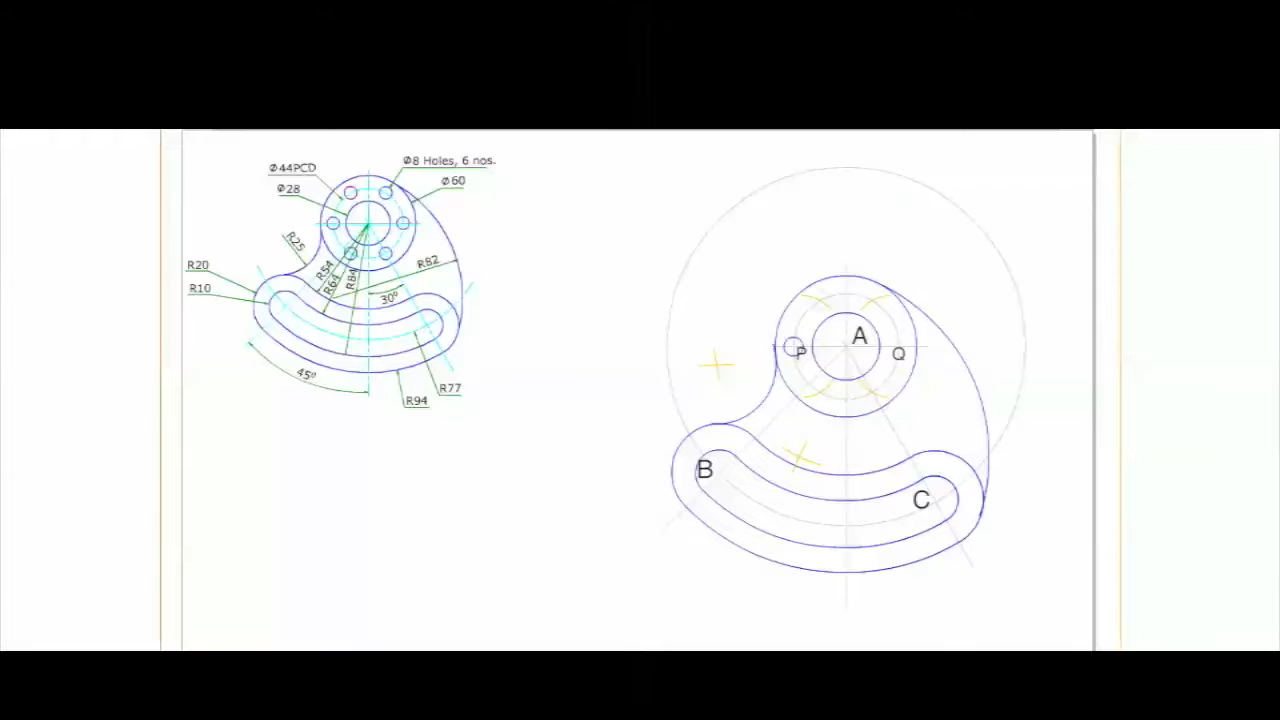 Ø8 Holes, 6 nos.
Ø44PCD
Ø60
Ø28
R25
R20
R54
R82
R64
R84
R10
30°
45°
R77
R94
A
P
Q
B
C